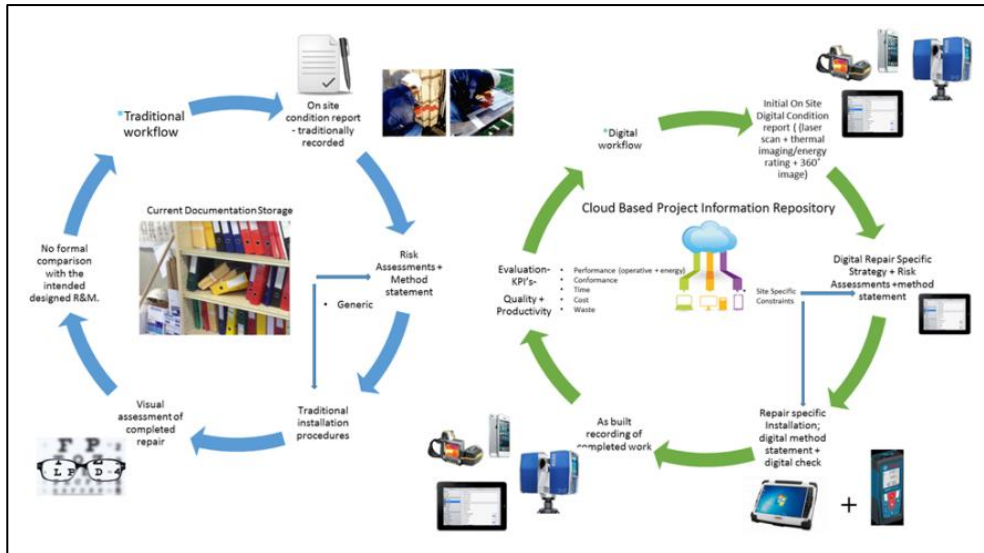 *Traditional
workflow
On site
condition report
- traditionally
recorded
Current Documentation Storage
Risk
Assessments +
Method
statement
• Generic
Traditional
installation
procedures
Visual
assessment of
completed
repair
No formal
comparison with the
intended
designed R&M.
F P
T O
L P E D
*Digital
workflow
Initial On Site
Digital Condition
report ( (laser
scan + thermal
imaging/energy
rating + 360°
image)
Cloud Based Project Information Repository
Digital Repair Specific
Strategy + Risk
Assessments +method
statement
• Site Specific
Constraints
Repair specific
Installation;
digital method
statement +
digital check
+
As built
recording of
completed work
Evaluation-
KPI's-
Quality +
Productivity
• Performance (operative + energy)
• Conformance
• Time
• Cost
• Waste